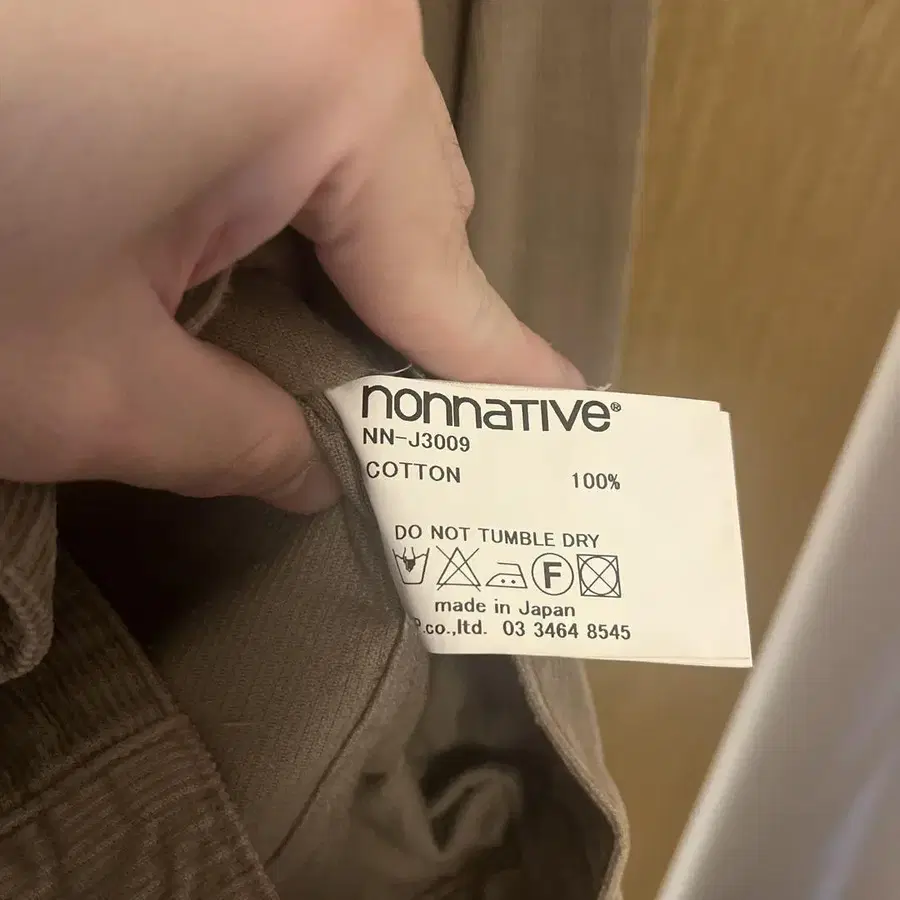 nonnative®
NN-J3009
COTTON 100%
DO NOT TUMBLE DRY
F
made in Japan
.co.,ltd. 03 3464 8545